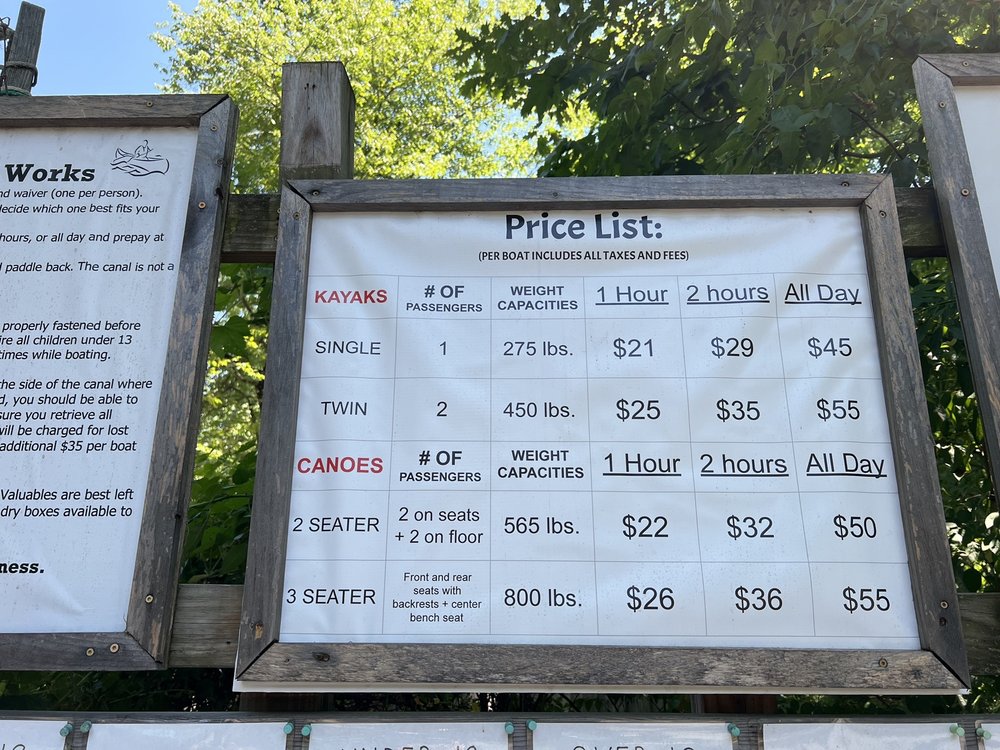 Works
nd waiver (one per person).
decide which one best fits your
hours, or all day and prepay at
d paddle back. The canal is not a
properly fastened before
ire all children under 13
times while boating.
the side of the canal where
d, you should be able to
sure you retrieve all
will be charged for lost
additional $35 per boat
Valuables are best left
dry boxes available to
ness.
Price List:
(PER BOAT INCLUDES ALL TAXES AND FEES)
KAYAKS # OF PASSENGERS WEIGHT CAPACITIES 1 Hour 2 hours All Day
SINGLE 1 275 lbs. $21 $29 $45
TWIN 2 450 lbs. $25 $35 $55
CANOES # OF PASSENGERS WEIGHT CAPACITIES 1 Hour 2 hours All Day
2 SEATER 2 on seats + 2 on floor 565 lbs. $22 $32 $50
3 SEATER Front and rear seats with backrests + center bench seat 800 lbs. $26 $36 $55